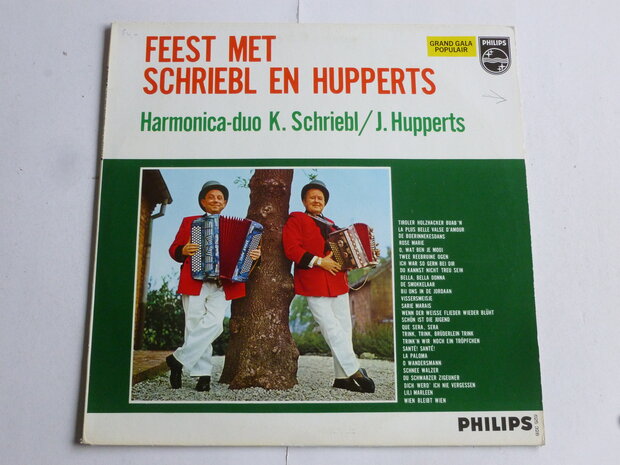 FEEST MET
SCHRIEBL EN HUPPERTS
GRAND GALA
POPULAIR
PHILIPS
Harmonica-duo K. Schriebl/J. Hupperts
TIROLER HOLZHACKER BUAB'N
LA PLUS BELLE VALSE D'AMOUR
DE BOERINNEKESDANS
ROSE MARIE
O, WAT BEN JE MOOI
TWEE REEBRUINE OGEN
ICH WAR SO GERN BEI DIR
DU KANNST NICHT TREU SEIN
BELLA, BELLA DONNA
DE SMOKKELAAR
BIJ ONS IN DE JORDAAN
VISSERSMEISJE
SARIE MARAIS
WENN DER WEISSE FLIEDER WIEDER BLÜHT
SCHÖN IST DIE JUGEND
QUE SERA, SERA
TRINK, TRINK, BRÜDERLEIN TRINK
TRINK'N WIR NOCH EIN TRÖPFCHEN
SANTÉ! SANTÉ!
LA PALOMA
O WANDERSMANN
SCHNEE WALZER
DU SCHWARZER ZIGEUNER
DICH WERD' ICH NIE VERGESSEN
LILI MARLEEN
WIEN BLEIBT WIEN
PHILIPS